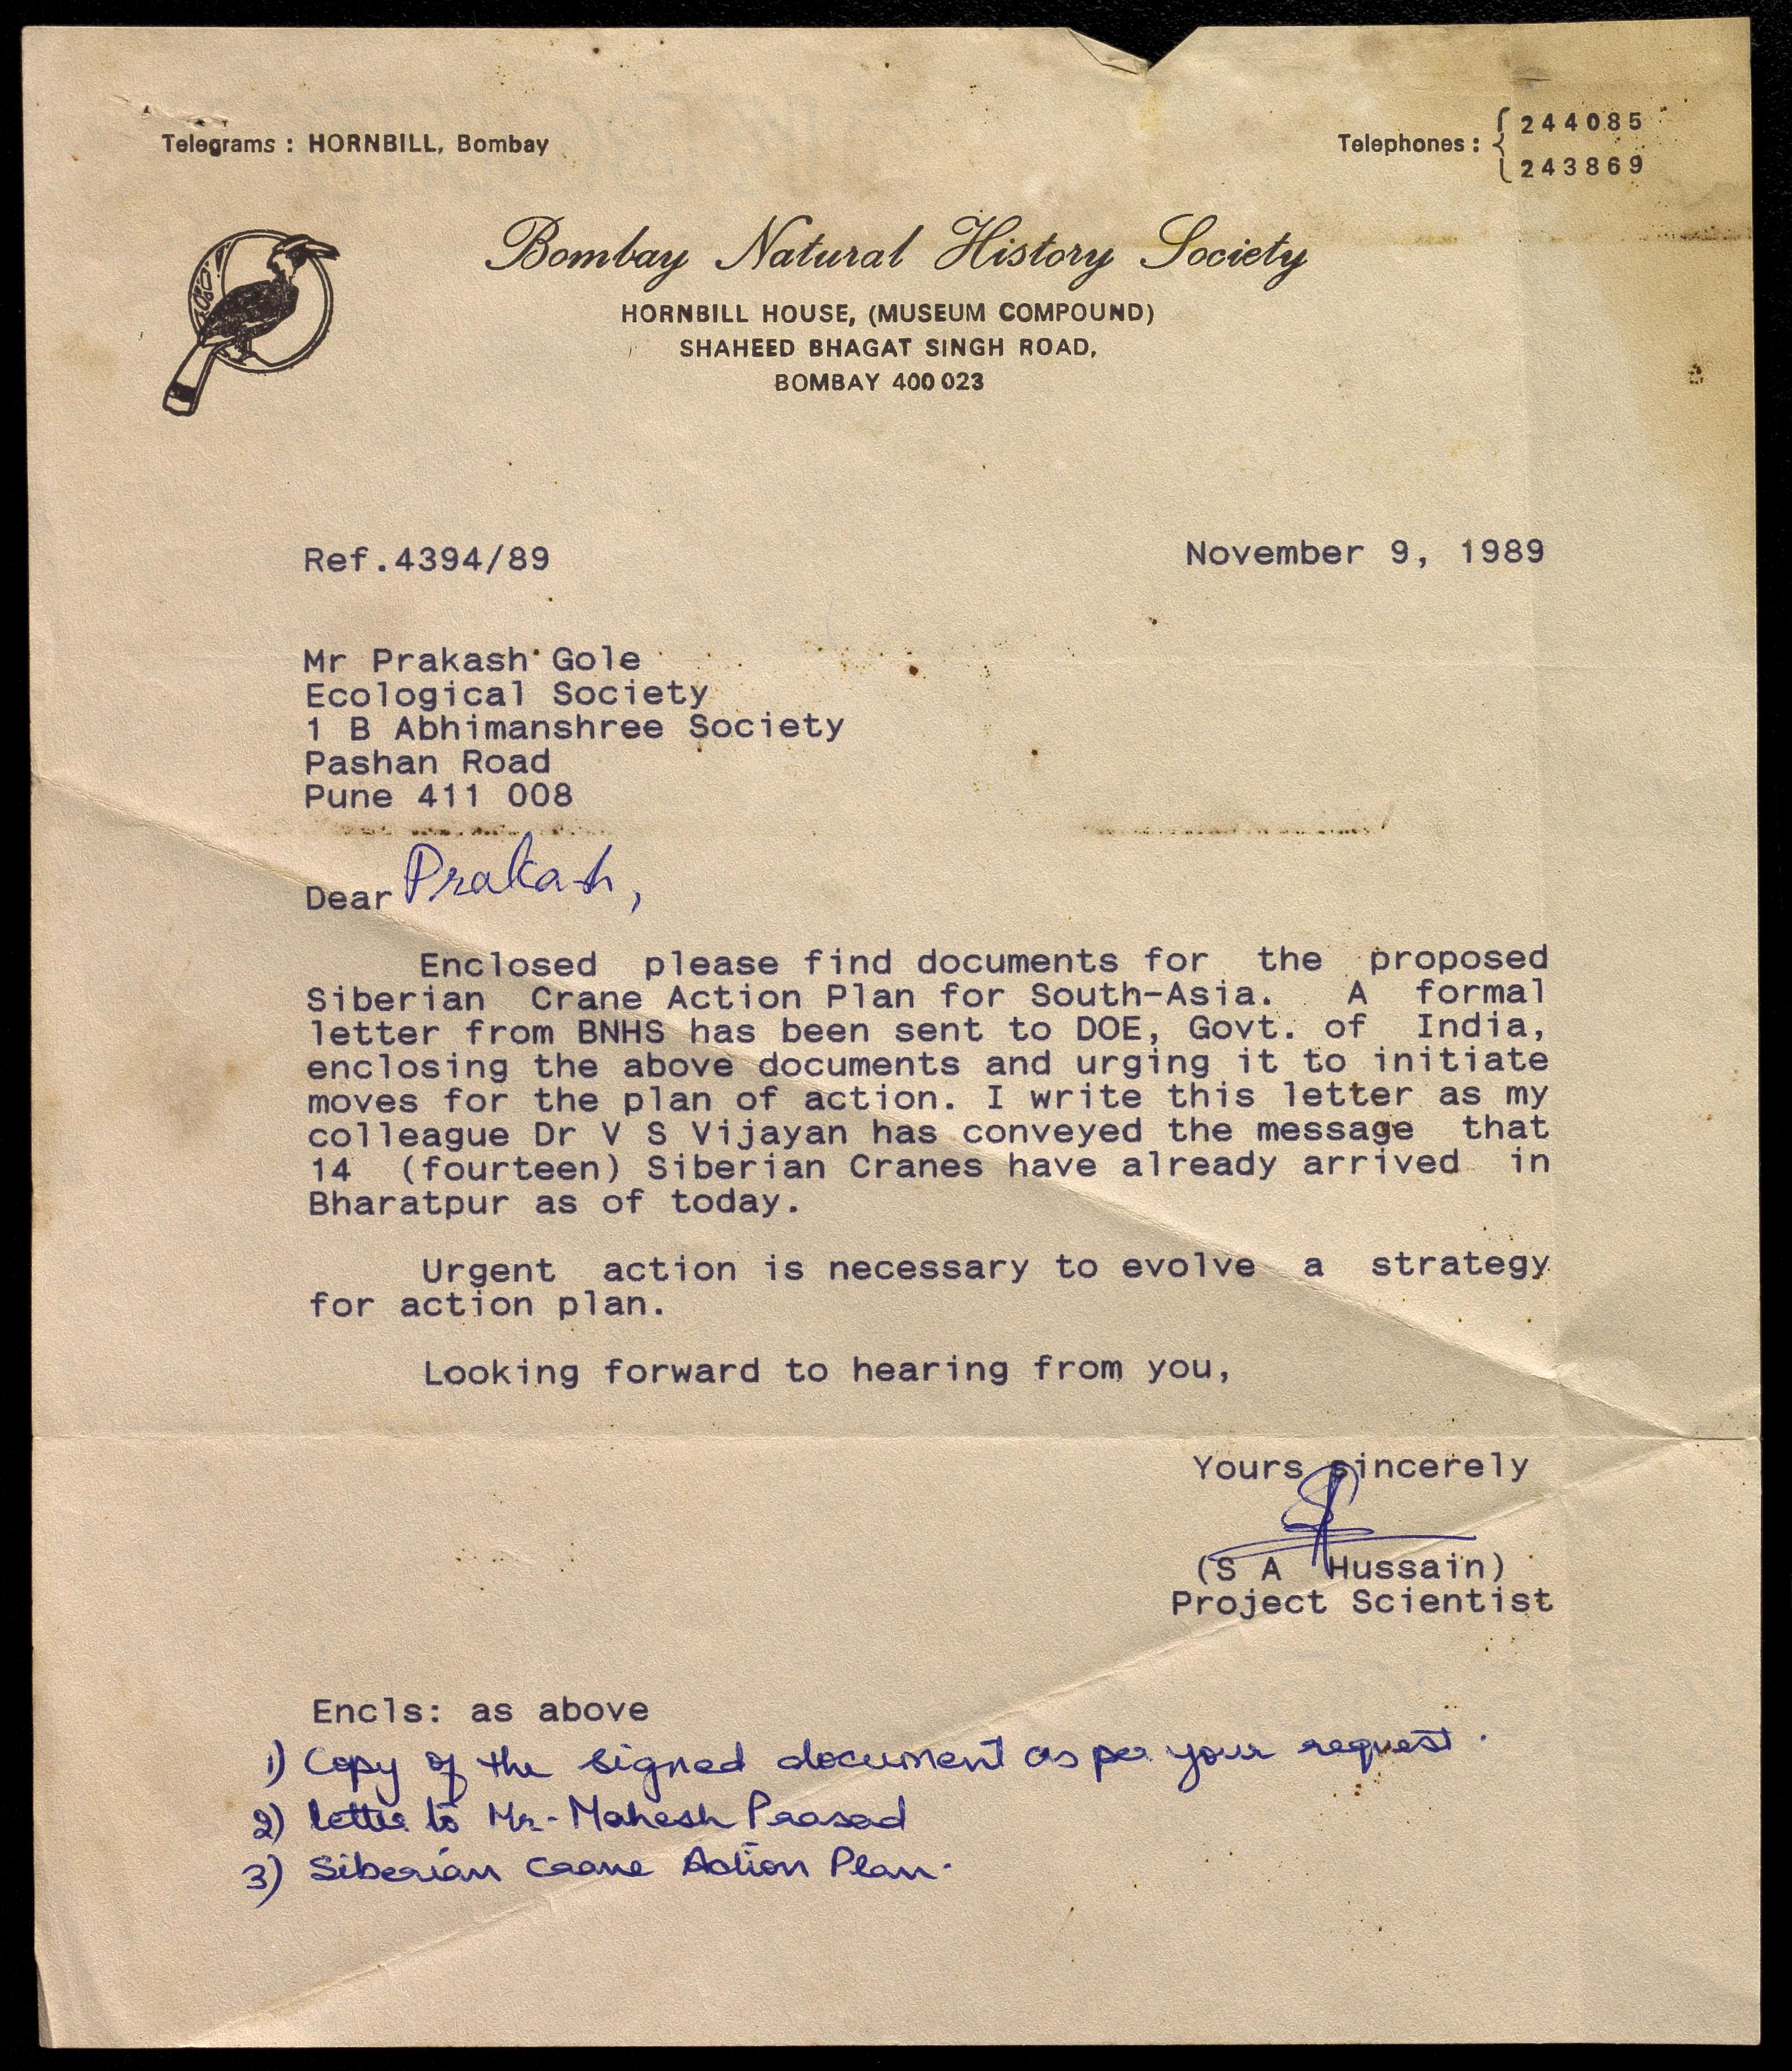 Telegrams : HORNBILL, Bombay
Telephones : { 244085
243869
Bombay Natural History Society
HORNBILL HOUSE, (MUSEUM COMPOUND)
SHAHEED BHAGAT SINGH ROAD,
BOMBAY 400 023
Ref.4394/89
November 9, 1989
Mr Prakash Gole
Ecological Society
1 B Abhimanshree Society
Pashan Road
Pune 411 008
Dear Prakash,
Enclosed please find documents for the proposed
Siberian Crane Action Plan for South-Asia. A formal
letter from BNHS has been sent to DOE, Govt. of India,
enclosing the above documents and urging it to initiate
moves for the plan of action. I write this letter as my
colleague Dr V S Vijayan has conveyed the message that
14 (fourteen) Siberian Cranes have already arrived in
Bharatpur as of today.
Urgent action is necessary to evolve a strategy
for action plan.
Looking forward to hearing from you,
Yours sincerely
(S A Hussain)
Project Scientist
Encls: as above
1) Copy of the signed document as per your request.
2) letter to Mr. Mahesh Prasad
3) Siberian Crane Action Plan.